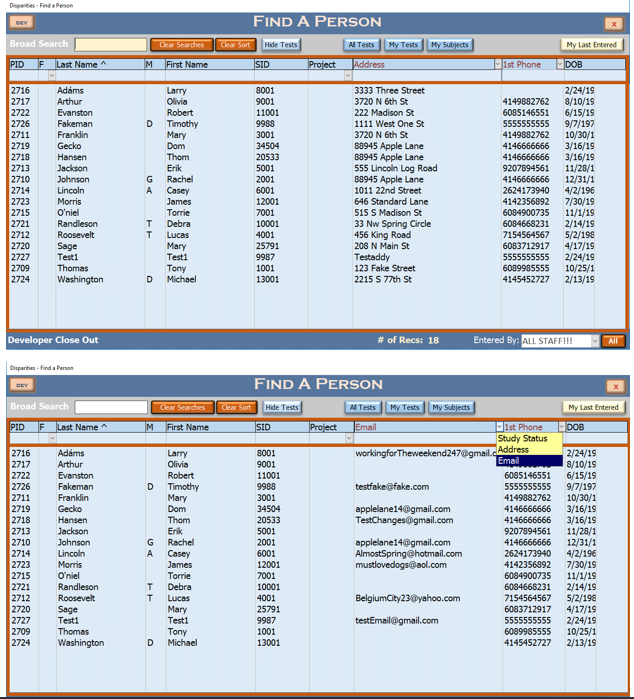 Disparities - Find a Person
DEV FIND A PERSON x
Broad Search Clear Searches Clear Sort Hide Tests All Tests My Tests My Subjects My Last Entered
PID F Last Name ^ M First Name SID Project Address 1st Phone DOB
2716 Adams Larry 8001 3333 Three Street 2/24/19
2717 Arthur Olivia 9001 3720 N 6th St 4149882762 8/10/19
2722 Evanston Robert 11001 222 Madison St 6085146551 6/15/19
2726 Fakeman D Timothy 9988 1111 West One St 5555555555 9/7/197
2711 Franklin Mary 3001 3720 N 6th St 4149882762 10/30/1
2719 Gecko Dom 34504 88945 Apple Lane 4146666666 3/16/19
2718 Hansen Thom 20533 88945 Apple Lane 4146666666 3/16/19
2713 Jackson Erik 5001 555 Lincoln Log Road 9207894561 11/28/1
2710 Johnson G Rachel 2001 88945 Apple Lane 4146666666 12/31/1
2714 Lincoln A Casey 6001 1011 22nd Street 2624173940 4/2/196
2723 Morris James 12001 646 Standard Lane 4142356892 7/30/19
2715 O'niel Torrie 7001 515 S Madison St 6084900735 11/1/19
2721 Randleson T Debra 10001 33 Nw Spring Circle 6084668231 2/14/19
2712 Roosevelt T Lucas 4001 456 King Road 7154564567 5/2/198
2720 Sage Mary 25791 208 N Main St 6083712917 4/17/19
2727 Test1 Test1 9987 Testaddy 5555555555 2/24/19
2709 Thomas Tony 1001 123 Fake Street 6089985555 10/25/1
2724 Washington D Michael 13001 2215 S 77th St 4145452727 2/13/19
Developer Close Out # of Recs: 18 Entered By: ALL STAFF!!! All
Disparities - Find a Person
DEV FIND A PERSON x
Broad Search Clear Searches Clear Sort Hide Tests All Tests My Tests My Subjects My Last Entered
PID F Last Name ^ M First Name SID Project Email 1st Phone DOB
Study Status
Address
Email
2716 Adams Larry 8001 workingforTheweekend247@gmail.c 2/24/19
2717 Arthur Olivia 9001 8/10/19
2722 Evanston Robert 11001 6085146551 6/15/19
2726 Fakeman D Timothy 9988 testfake@fake.com 5555555555 9/7/197
2711 Franklin Mary 3001 4149882762 10/30/1
2719 Gecko Dom 34504 applelane14@gmail.com 4146666666 3/16/19
2718 Hansen Thom 20533 TestChanges@gmail.com 4146666666 3/16/19
2713 Jackson Erik 5001 9207894561 11/28/1
2710 Johnson G Rachel 2001 applelane14@gmail.com 4146666666 12/31/1
2714 Lincoln A Casey 6001 AlmostSpring@hotmail.com 2624173940 4/2/196
2723 Morris James 12001 mustlovedogs@aol.com 4142356892 7/30/19
2715 O'niel Torrie 7001 6084900735 11/1/19
2721 Randleson T Debra 10001 6084668231 2/14/19
2712 Roosevelt T Lucas 4001 BelgiumCity23@yahoo.com 7154564567 5/2/198
2720 Sage Mary 25791 6083712917 4/17/19
2727 Test1 Test1 9987 testEmail@gmail.com 5555555555 2/24/19
2709 Thomas Tony 1001 6089985555 10/25/1
2724 Washington D Michael 13001 4145452727 2/13/19